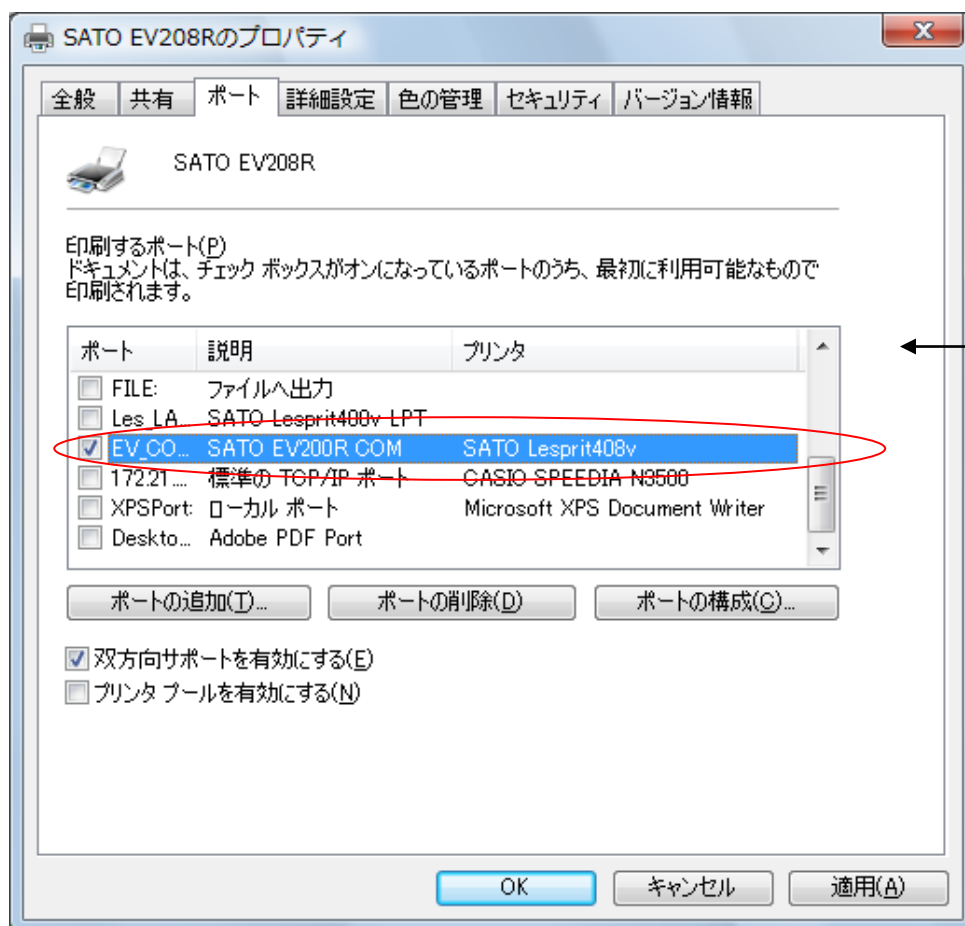 SATO EV208Rのプロパティ
全般 共有 ポート 詳細設定 色の管理 セキュリティ バージョン情報
SATO EV208R
印刷するポート(P)
ドキュメントは、チェック ボックスがオンになっているポートのうち、最初に利用可能なもので
印刷されます。
ポート 説明 プリンタ
FILE: ファイルへ出力
Les_LA... SATO Lesprit400v LPT
EV_CO... SATO EV200R COM SATO Lesprit408v
172.21.... 標準の TCP/IP ポート CASIO SPEEDIA N3500
XPSPort: ローカル ポート Microsoft XPS Document Writer
Deskto... Adobe PDF Port
ポートの追加(T)... ポートの削除(D) ポートの構成(C)...
双方向サポートを有効にする(E)
プリンタ プールを有効にする(N)
OK キャンセル 適用(A)